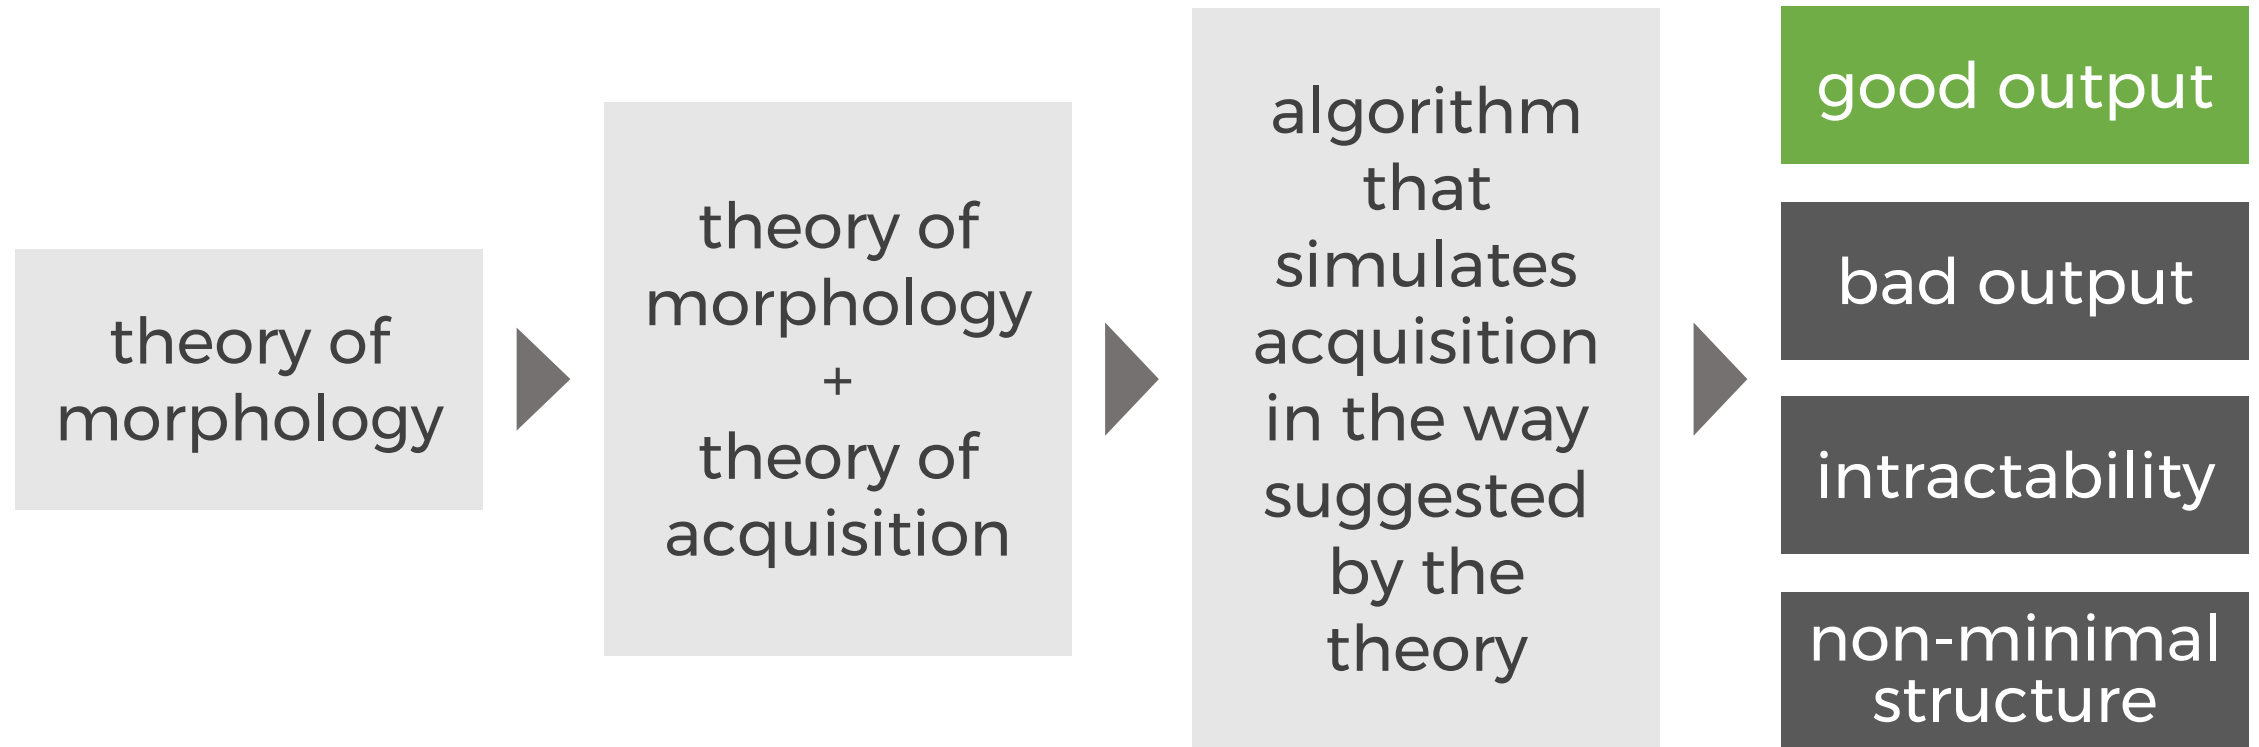 theory of
morphology
theory of
morphology
+
theory of
acquisition
algorithm
that
simulates
acquisition
in the way
suggested
by the
theory
good output
bad output
intractability
non-minimal
structure